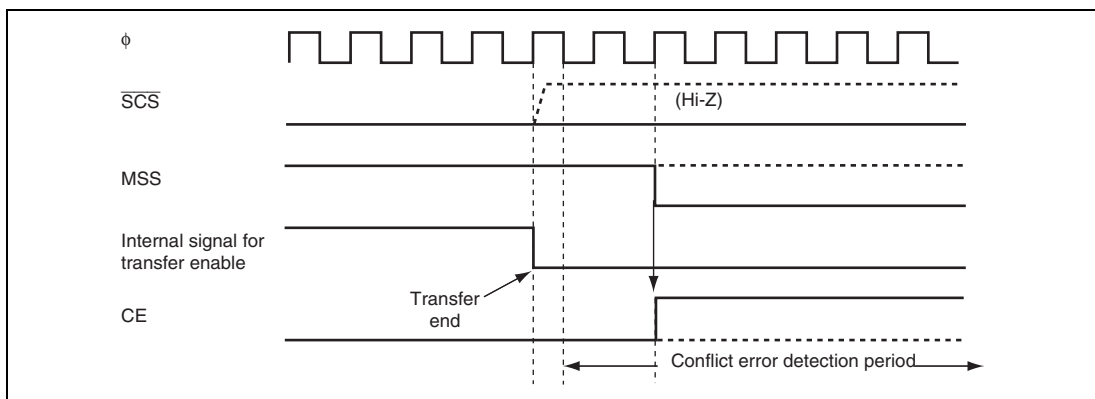 φ
SCS
(Hi-Z)
MSS
Internal signal for
transfer enable
Transfer
end
CE
Conflict error detection period